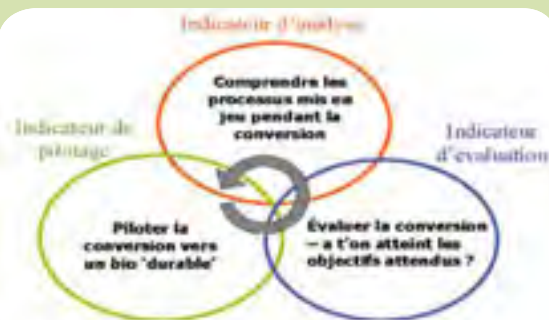 Indicateur d'analyse
Comprendre les
processus mis en
jeu pendant la
conversion
Indicateur de
pilotage
Indicateur
d'evaluation
Piloter la
conversion vers
un bio 'durable'
Évaluer la conversion
– a t'on atteint les
objectifs attendus ?